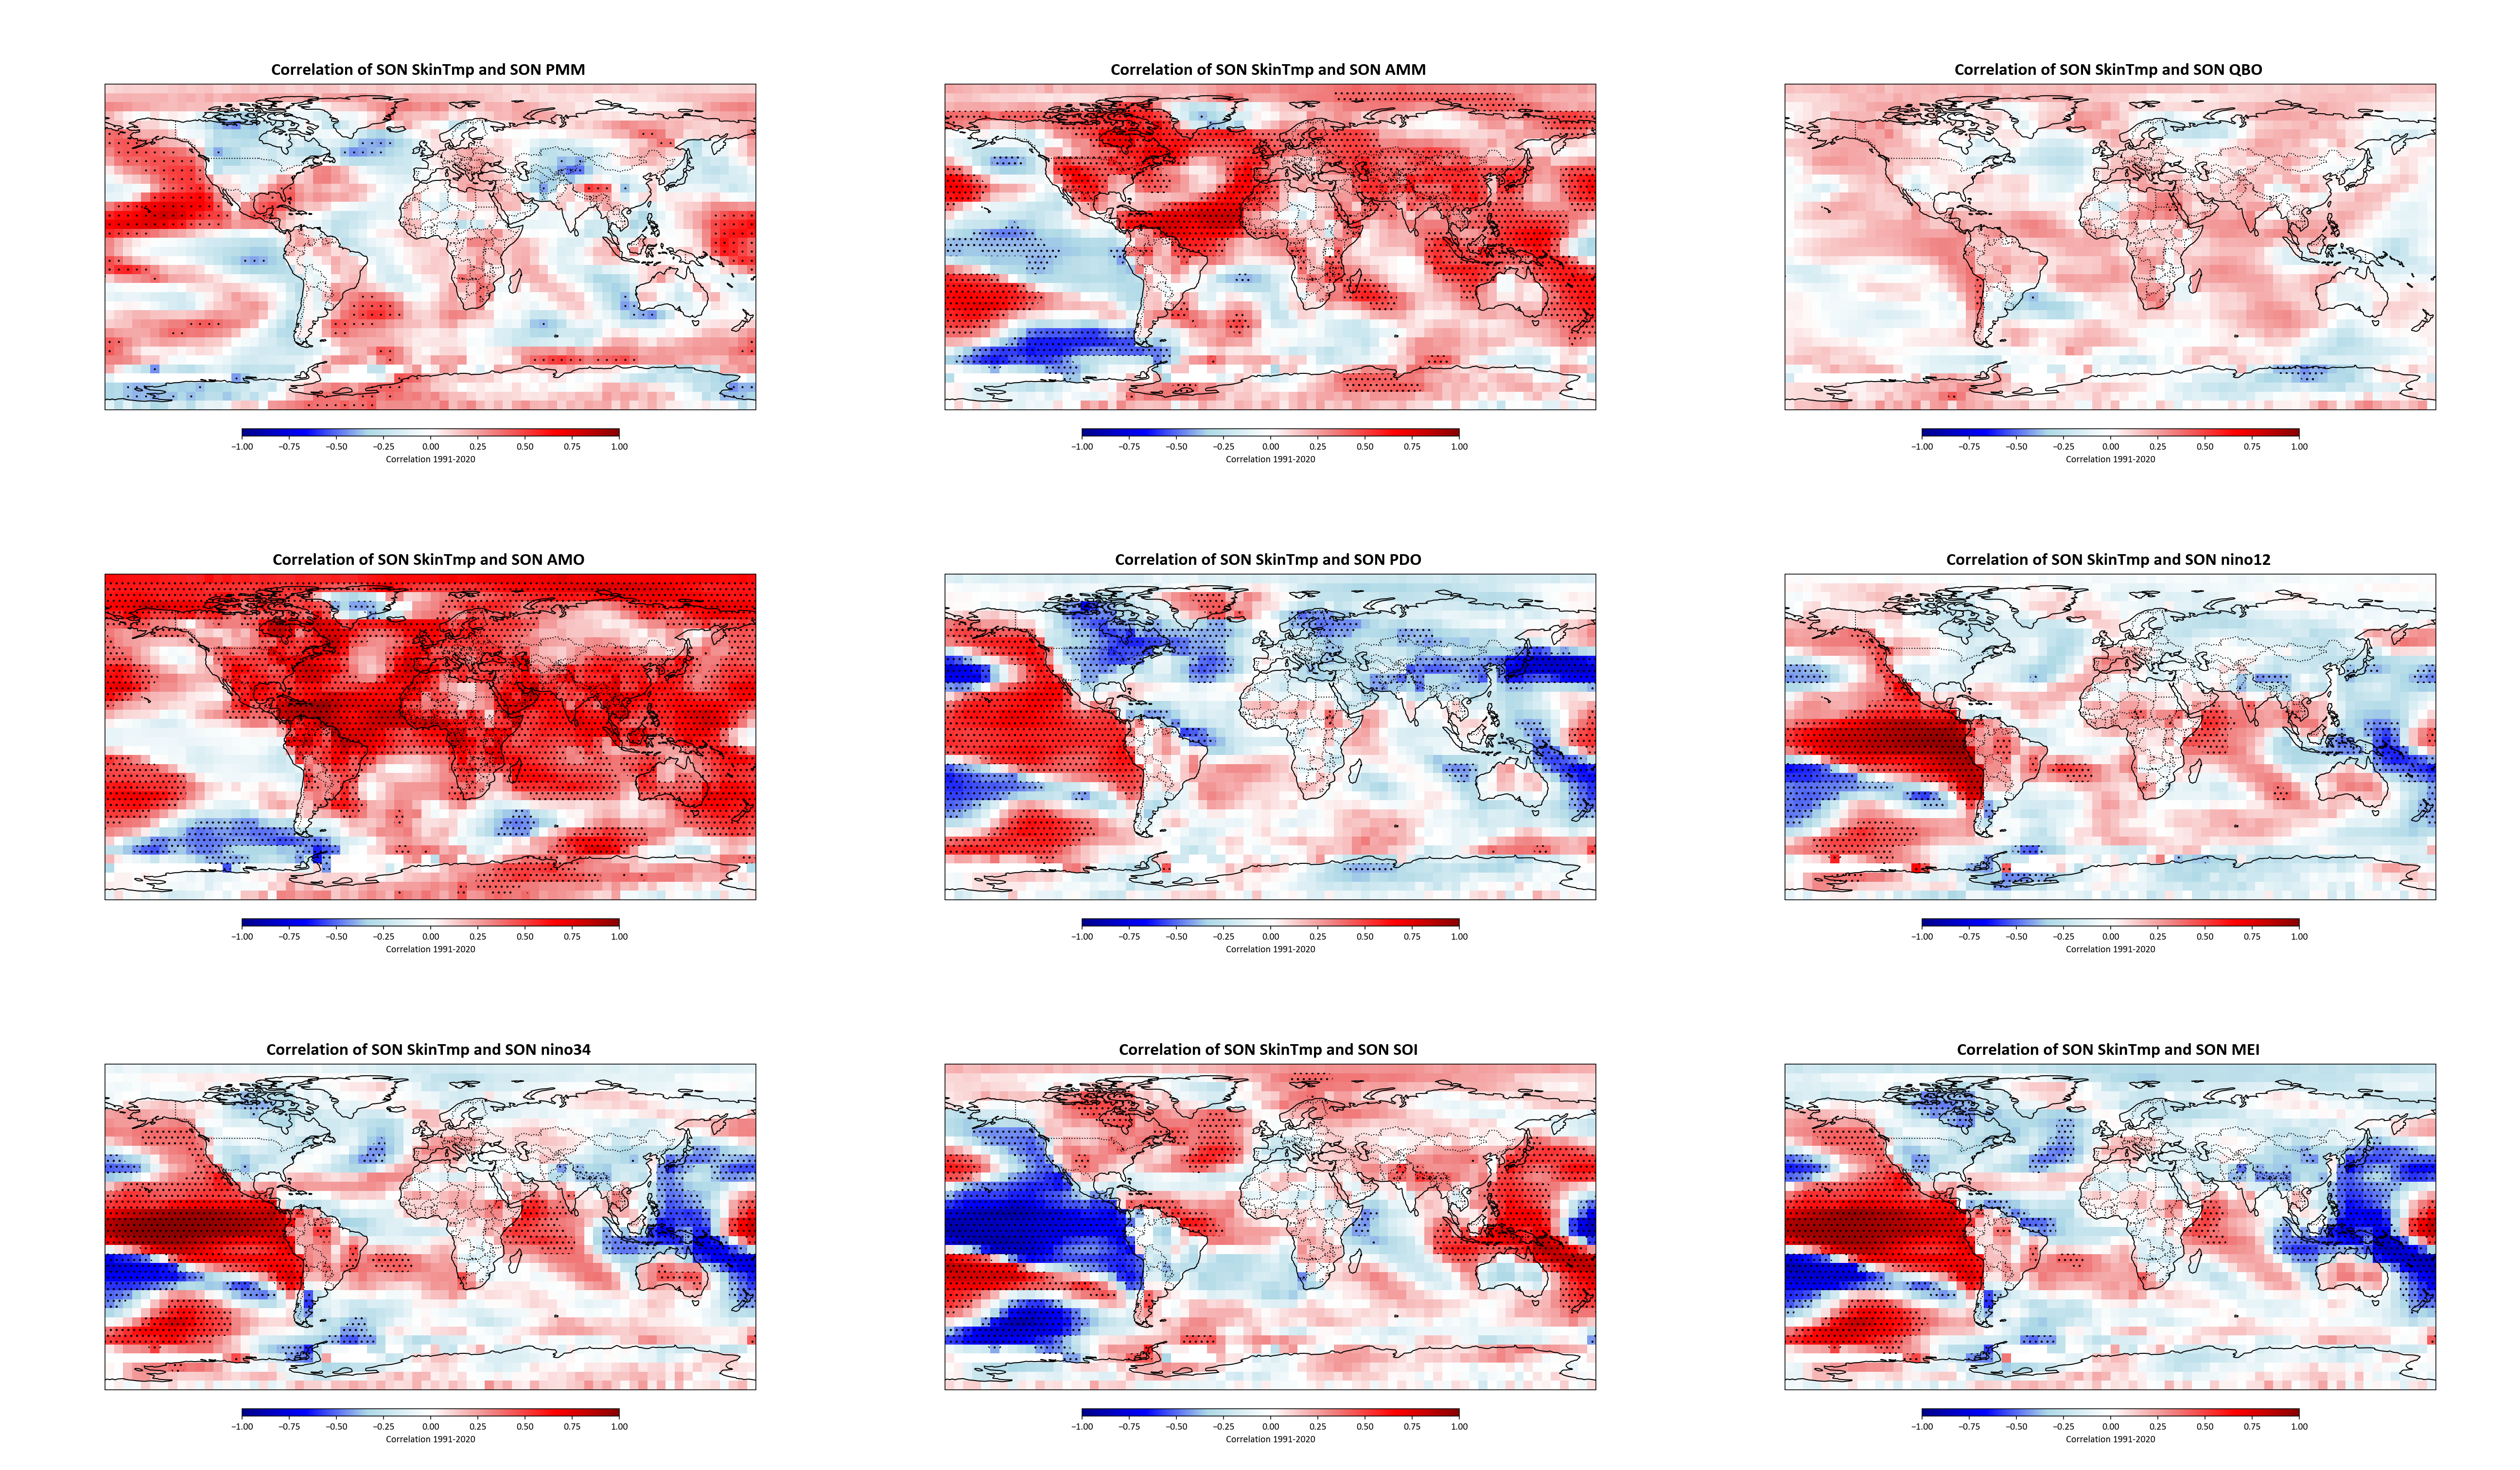 Correlation of SON SkinTmp and SON PMM
Correlation of SON SkinTmp and SON AMM
Correlation of SON SkinTmp and SON QBO
−1.00 −0.75 −0.50 −0.25 0.00 0.25 0.50 0.75 1.00
Correlation 1991-2020
−1.00 −0.75 −0.50 −0.25 0.00 0.25 0.50 0.75 1.00
Correlation 1991-2020
−1.00 −0.75 −0.50 −0.25 0.00 0.25 0.50 0.75 1.00
Correlation 1991-2020
Correlation of SON SkinTmp and SON AMO
Correlation of SON SkinTmp and SON PDO
Correlation of SON SkinTmp and SON nino12
−1.00 −0.75 −0.50 −0.25 0.00 0.25 0.50 0.75 1.00
Correlation 1991-2020
−1.00 −0.75 −0.50 −0.25 0.00 0.25 0.50 0.75 1.00
Correlation 1991-2020
−1.00 −0.75 −0.50 −0.25 0.00 0.25 0.50 0.75 1.00
Correlation 1991-2020
Correlation of SON SkinTmp and SON nino34
Correlation of SON SkinTmp and SON SOI
Correlation of SON SkinTmp and SON MEI
−1.00 −0.75 −0.50 −0.25 0.00 0.25 0.50 0.75 1.00
Correlation 1991-2020
−1.00 −0.75 −0.50 −0.25 0.00 0.25 0.50 0.75 1.00
Correlation 1991-2020
−1.00 −0.75 −0.50 −0.25 0.00 0.25 0.50 0.75 1.00
Correlation 1991-2020